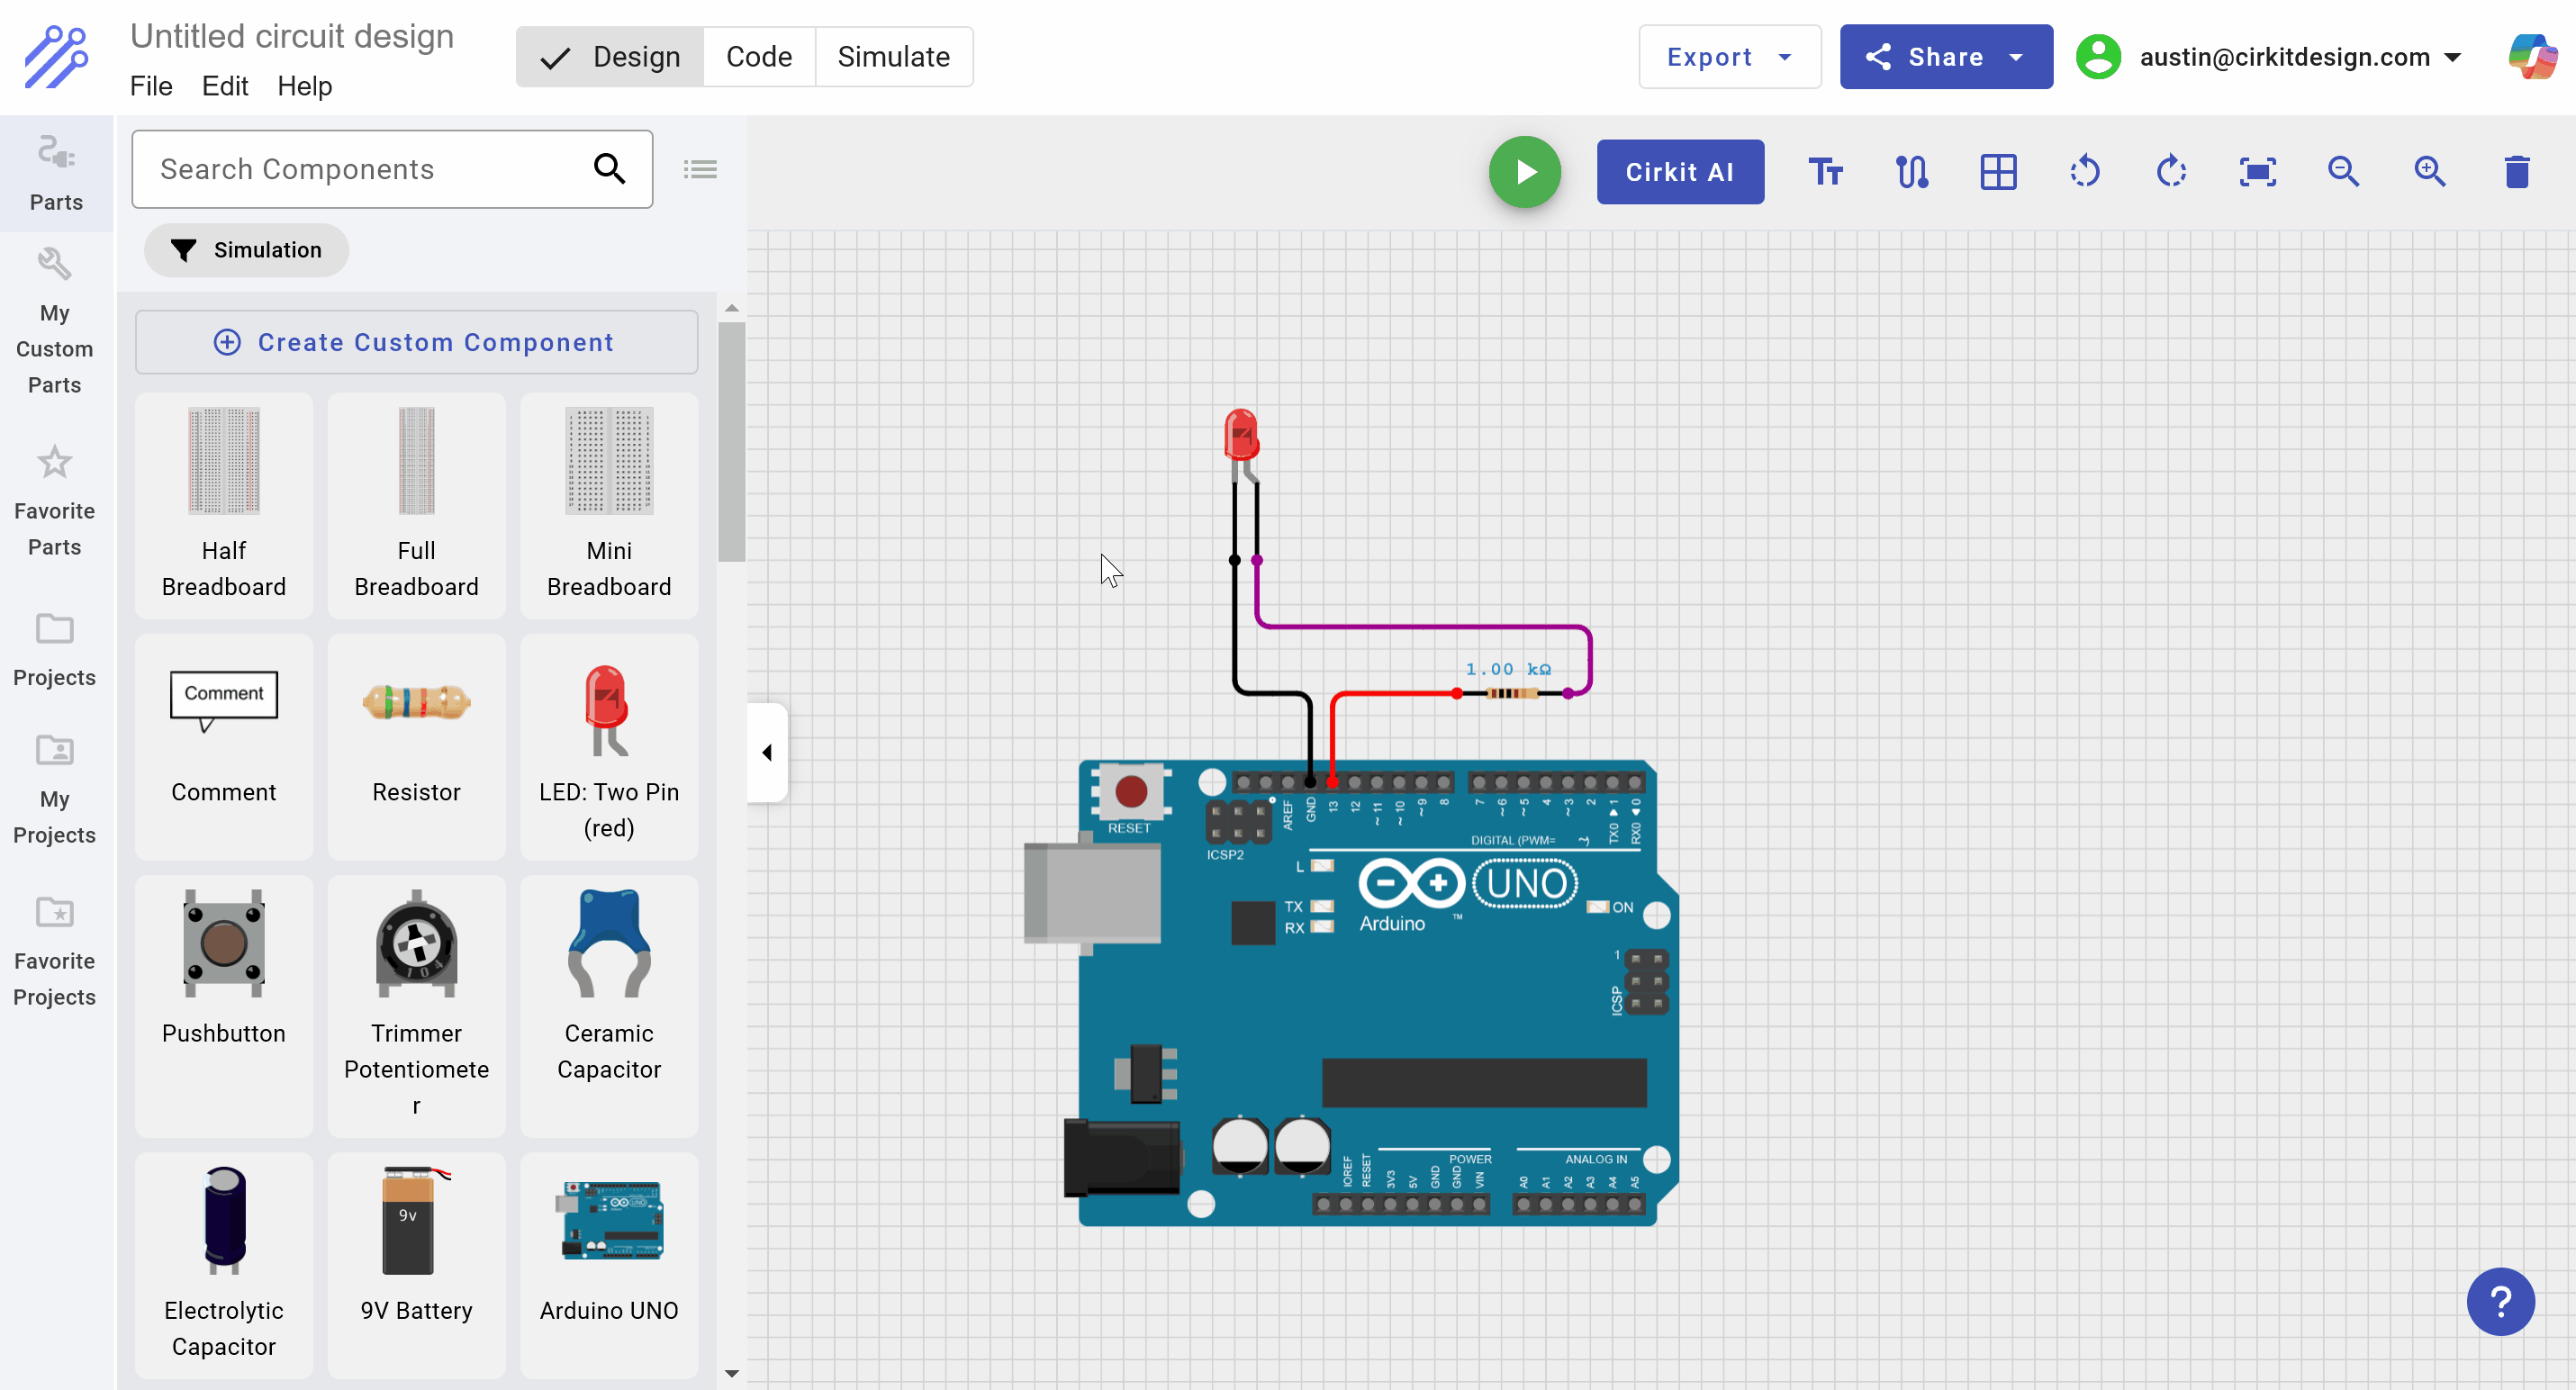 Untitled circuit design
File Edit Help
Design Code Simulate
Export
Share
austin@cirkitdesign.com
Parts
My
Custom
Parts
Favorite
Parts
Projects
My
Projects
Favorite
Projects
Search Components
Simulation
Create Custom Component
Half
Breadboard
Full
Breadboard
Mini
Breadboard
Comment
Comment
Resistor
LED: Two Pin
(red)
Pushbutton
104
Trimmer
Potentiomete
r
Ceramic
Capacitor
Electrolytic
Capacitor
9v
9V Battery
UNO
Arduino UNO
Cirkit AI
1.00 kΩ
RESET
ICSP2
AREF
GND
13
12
~11
~10
~9
8
7
~6
~5
4
~3
2
TX0 ▶ 1
RX0 ◀ 0
DIGITAL (PWM= ~)
L
TX
RX
Arduino
TM
UNO
ON
1
ICSP
IOREF
RESET
3V3
5V
GND
GND
VIN
POWER
ANALOG IN
A0
A1
A2
A3
A4
A5
?